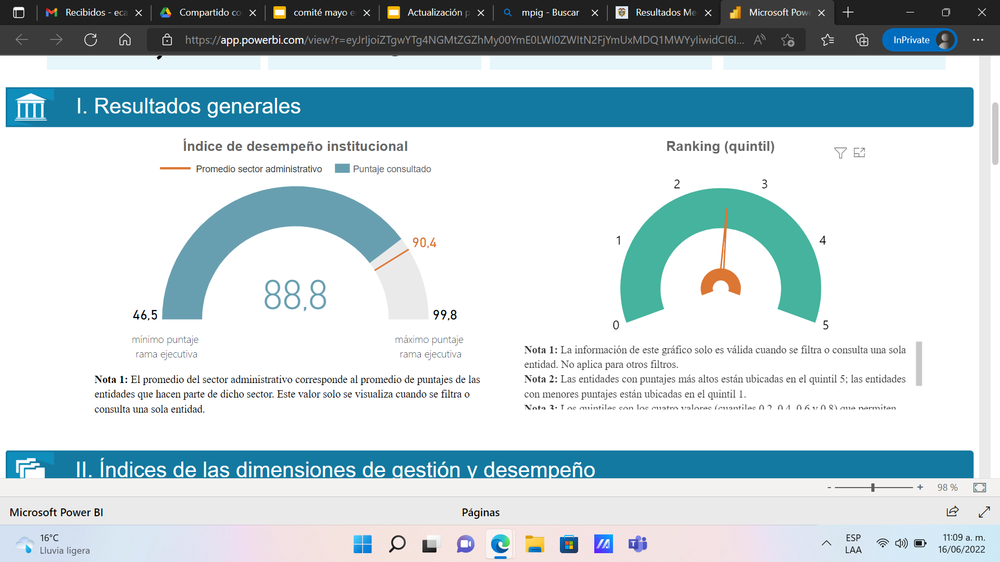 Recibidos - eca
Compartido co
comité mayo e
Actualización p
mpig - Buscar
Resultados Me
Microsoft Powe
https://app.powerbi.com/view?r=eyJrIjoiZTgwYTg4NGMtZGZhMy00YmE0LWI0ZWItN2FjYmUxMDQ1MWYyIiwidCI6I...
InPrivate
I. Resultados generales
Índice de desempeño institucional
Promedio sector administrativo
Puntaje consultado
90,4
88,8
46,5
99,8
mínimo puntaje
rama ejecutiva
máximo puntaje
rama ejecutiva
Nota 1: El promedio del sector administrativo corresponde al promedio de puntajes de las
entidades que hacen parte de dicho sector. Este valor solo se visualiza cuando se filtra o
consulta una sola entidad.
Ranking (quintil)
2
3
1
4
0
5
Nota 1: La información de este gráfico solo es válida cuando se filtra o consulta una sola
entidad. No aplica para otros filtros.
Nota 2: Las entidades con puntajes más altos están ubicadas en el quintil 5; las entidades
con menores puntajes están ubicadas en el quintil 1.
Nota 3: Los quintiles son los cuatro valores (cuantiles 0.2, 0.4, 0.6 y 0.8) que permiten
II. Índices de las dimensiones de gestión y desempeño
- + 98 %
Microsoft Power BI
Páginas
16°C
Lluvia ligera
ESP
LAA
11:09 a. m.
16/06/2022